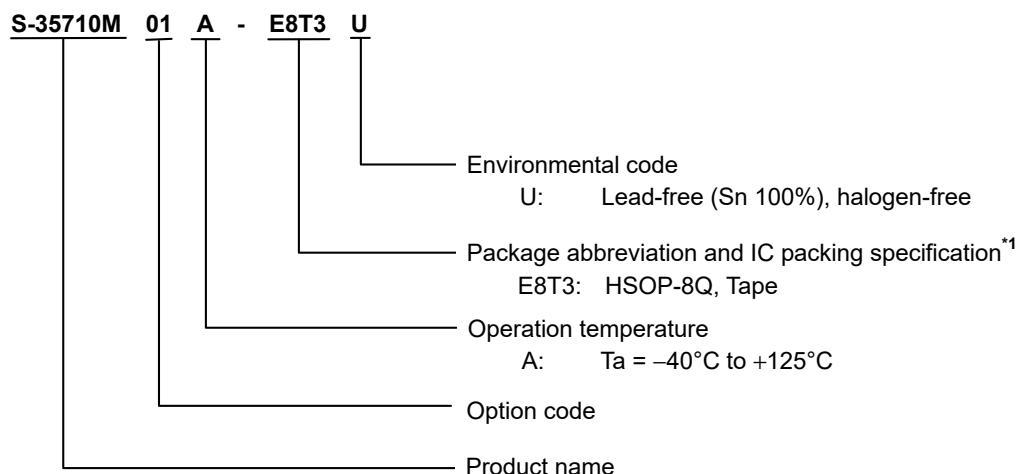 S-35710M 01 A - E8T3 U
Environmental code
U: Lead-free (Sn 100%), halogen-free
Package abbreviation and IC packing specification*1
E8T3: HSOP-8Q, Tape
Operation temperature
A: Ta = −40°C to +125°C
Option code
Product name